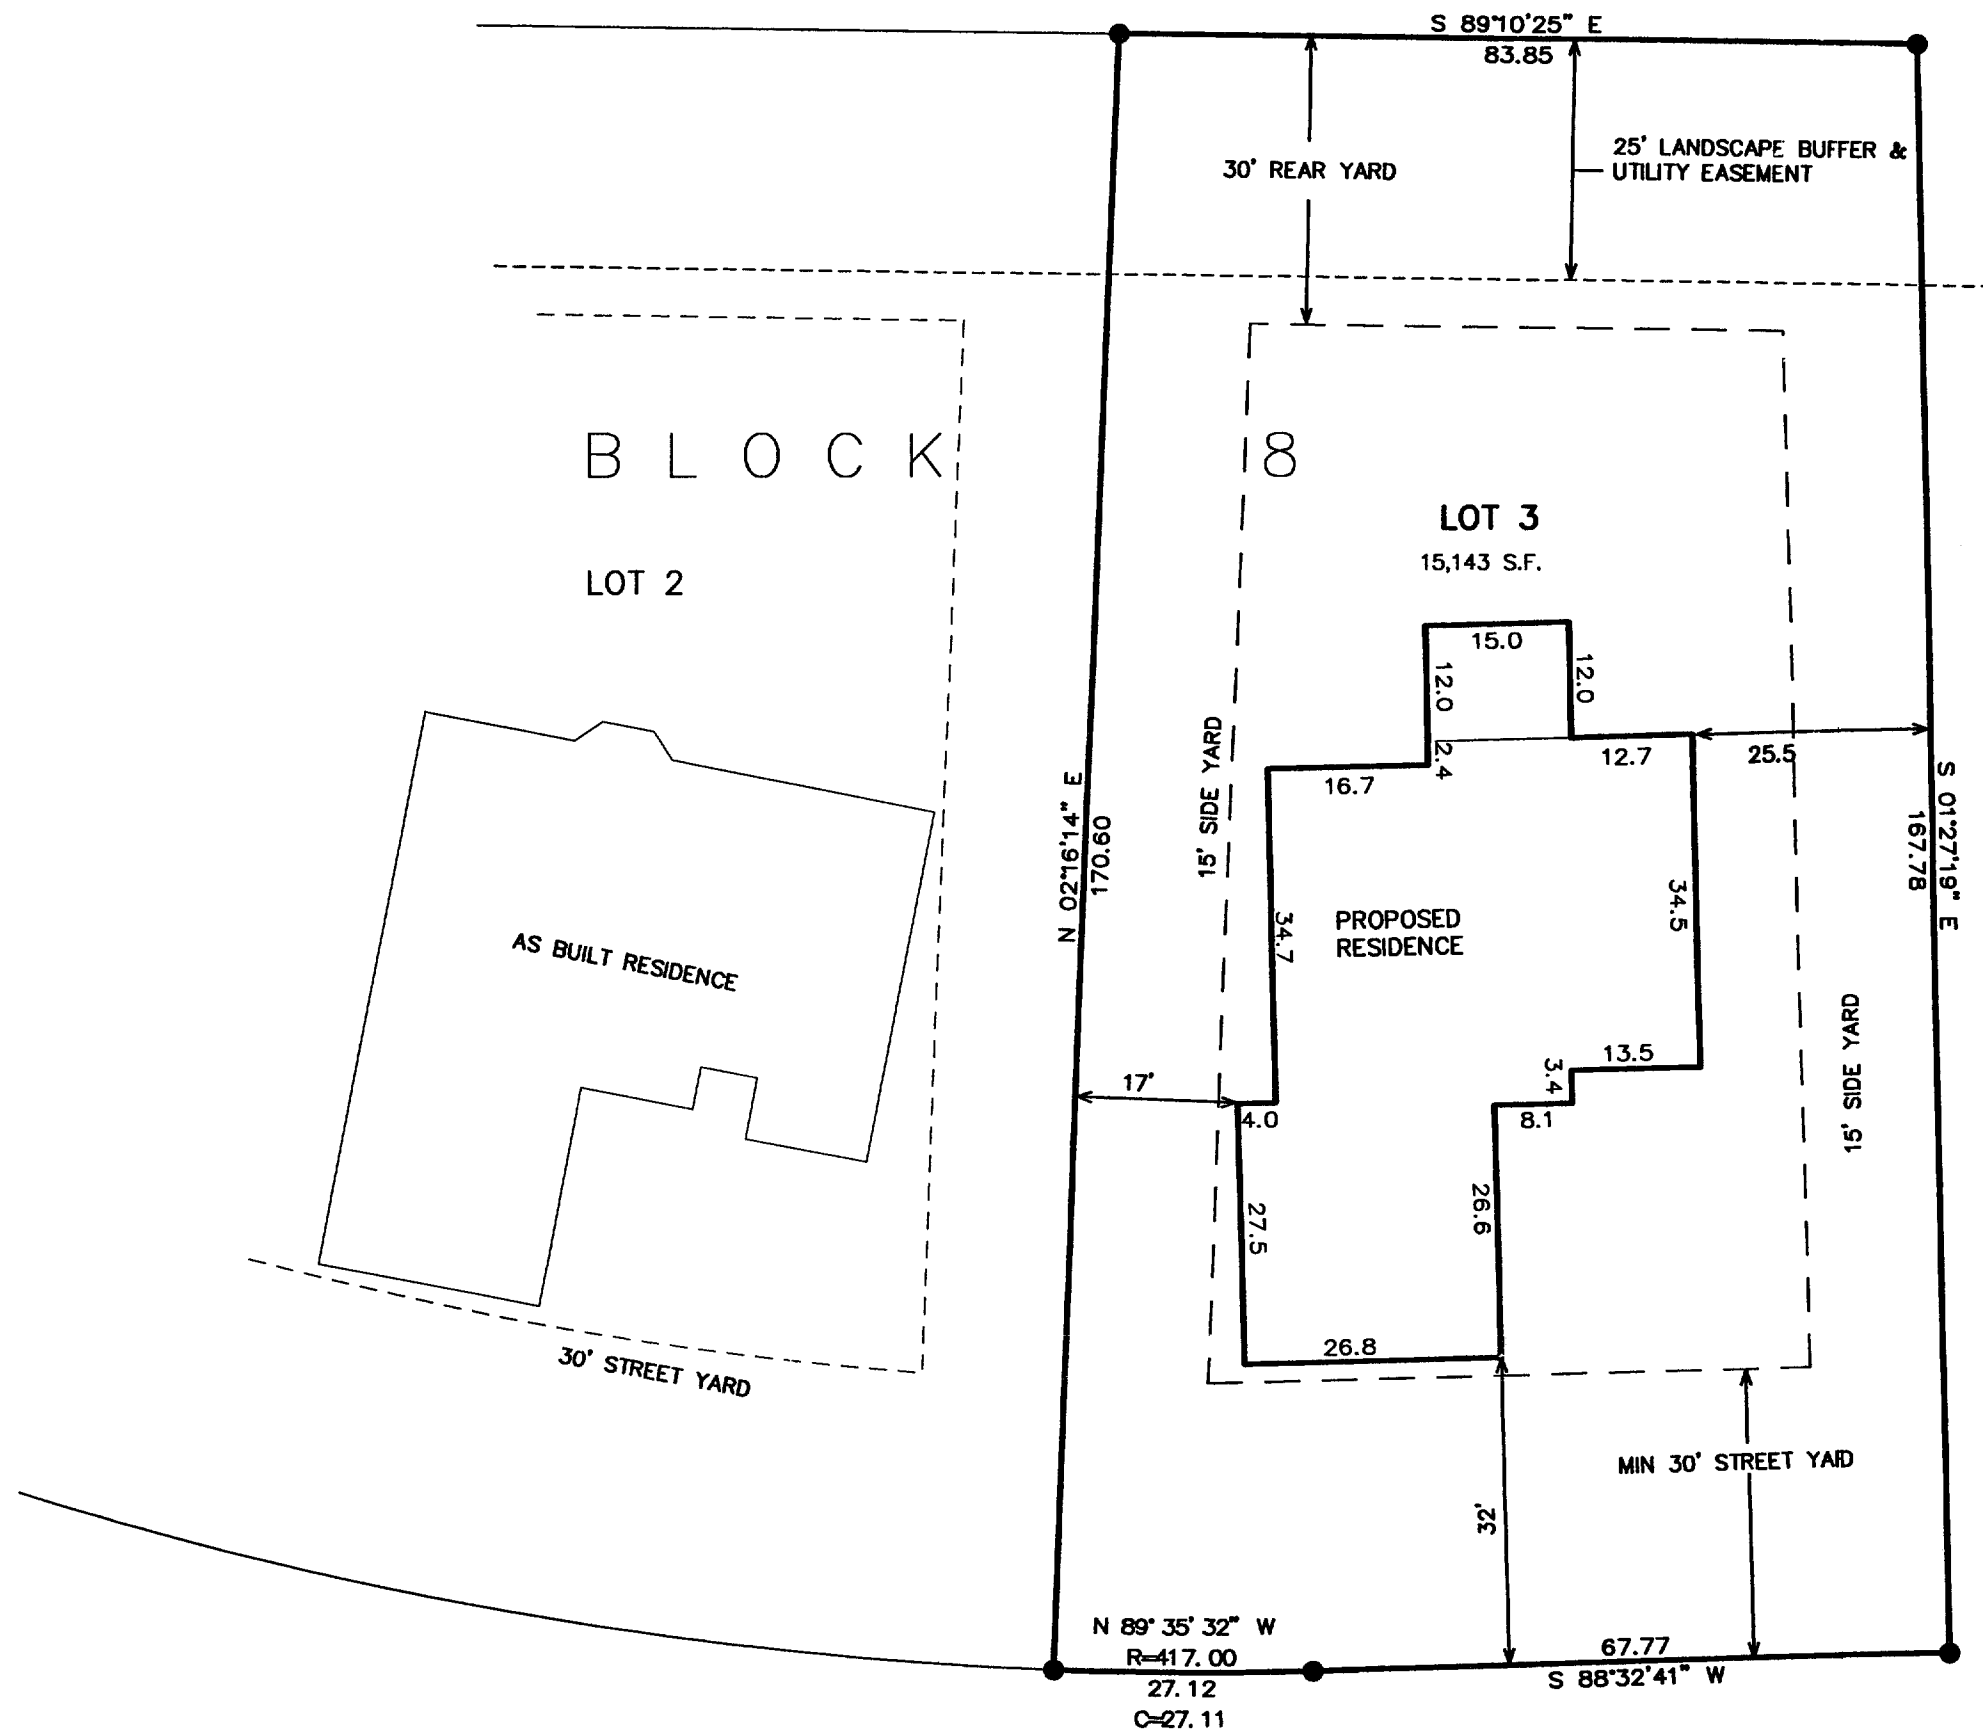 S 89°10'25" E
83.85
25' LANDSCAPE BUFFER &
UTILITY EASEMENT
30' REAR YARD
BLOCK 8
LOT 3
15,143 S.F.
LOT 2
15.0
12.0
12.0
2.4
12.7
25.5
16.7
15' SIDE YARD
N 02°16'14" E
170.60
S 01°27'19" E
167.78
34.7
PROPOSED
RESIDENCE
34.5
AS BUILT RESIDENCE
15' SIDE YARD
13.5
3.4
8.1
17'
4.0
27.5
26.6
26.8
30' STREET YARD
MIN 30' STREET YARD
32'
N 89° 35' 32" W
R=417.00
27.12
C=27.11
67.77
S 88°32'41" W